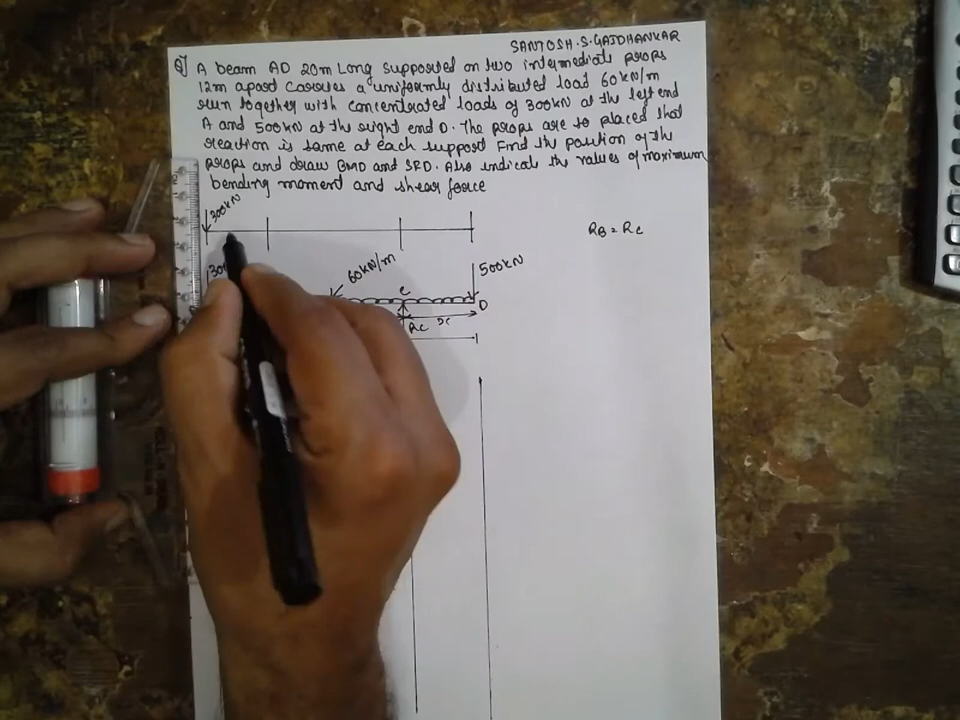 SANTOSH.S.GAJDHANKAR
Q] A beam AD 20m Long supported on two intermediate props
12m apart carries a uniformly distributed load 60kN/m
run together with concentrated loads of 300kN at the left end
A and 500kN at the right end D. The props are so placed that
reaction is same at each support Find the position of the
props and draw BMD and SFD. Also indicate the values of maximum
bending moment and shear force
300kN
RB = Rc
60kN/m
500kN
30
C
D
Rc
x